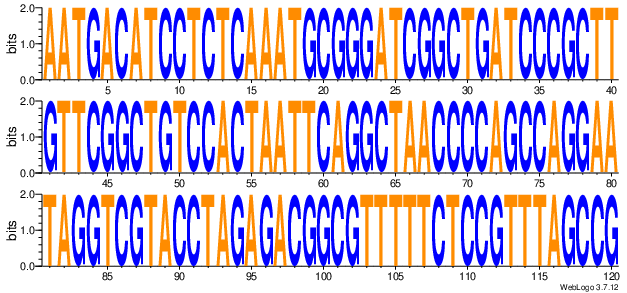 2.0
bits
1.0
0.0
AATGACATCCTCTCAAATGCGGGATCGGCTGATCCCGCTT
5 10 15 20 25 30 35 40
2.0
bits
1.0
0.0
GTTCGGCTGTCCACTAATTCAGGCTAACCCCAGCCAGGAA
45 50 55 60 65 70 75 80
2.0
bits
1.0
0.0
TAGGTCGTACCTAGAGACGGCGTTTTTCTCCGTTTAGCCG
85 90 95 100 105 110 115 120
WebLogo 3.7.12